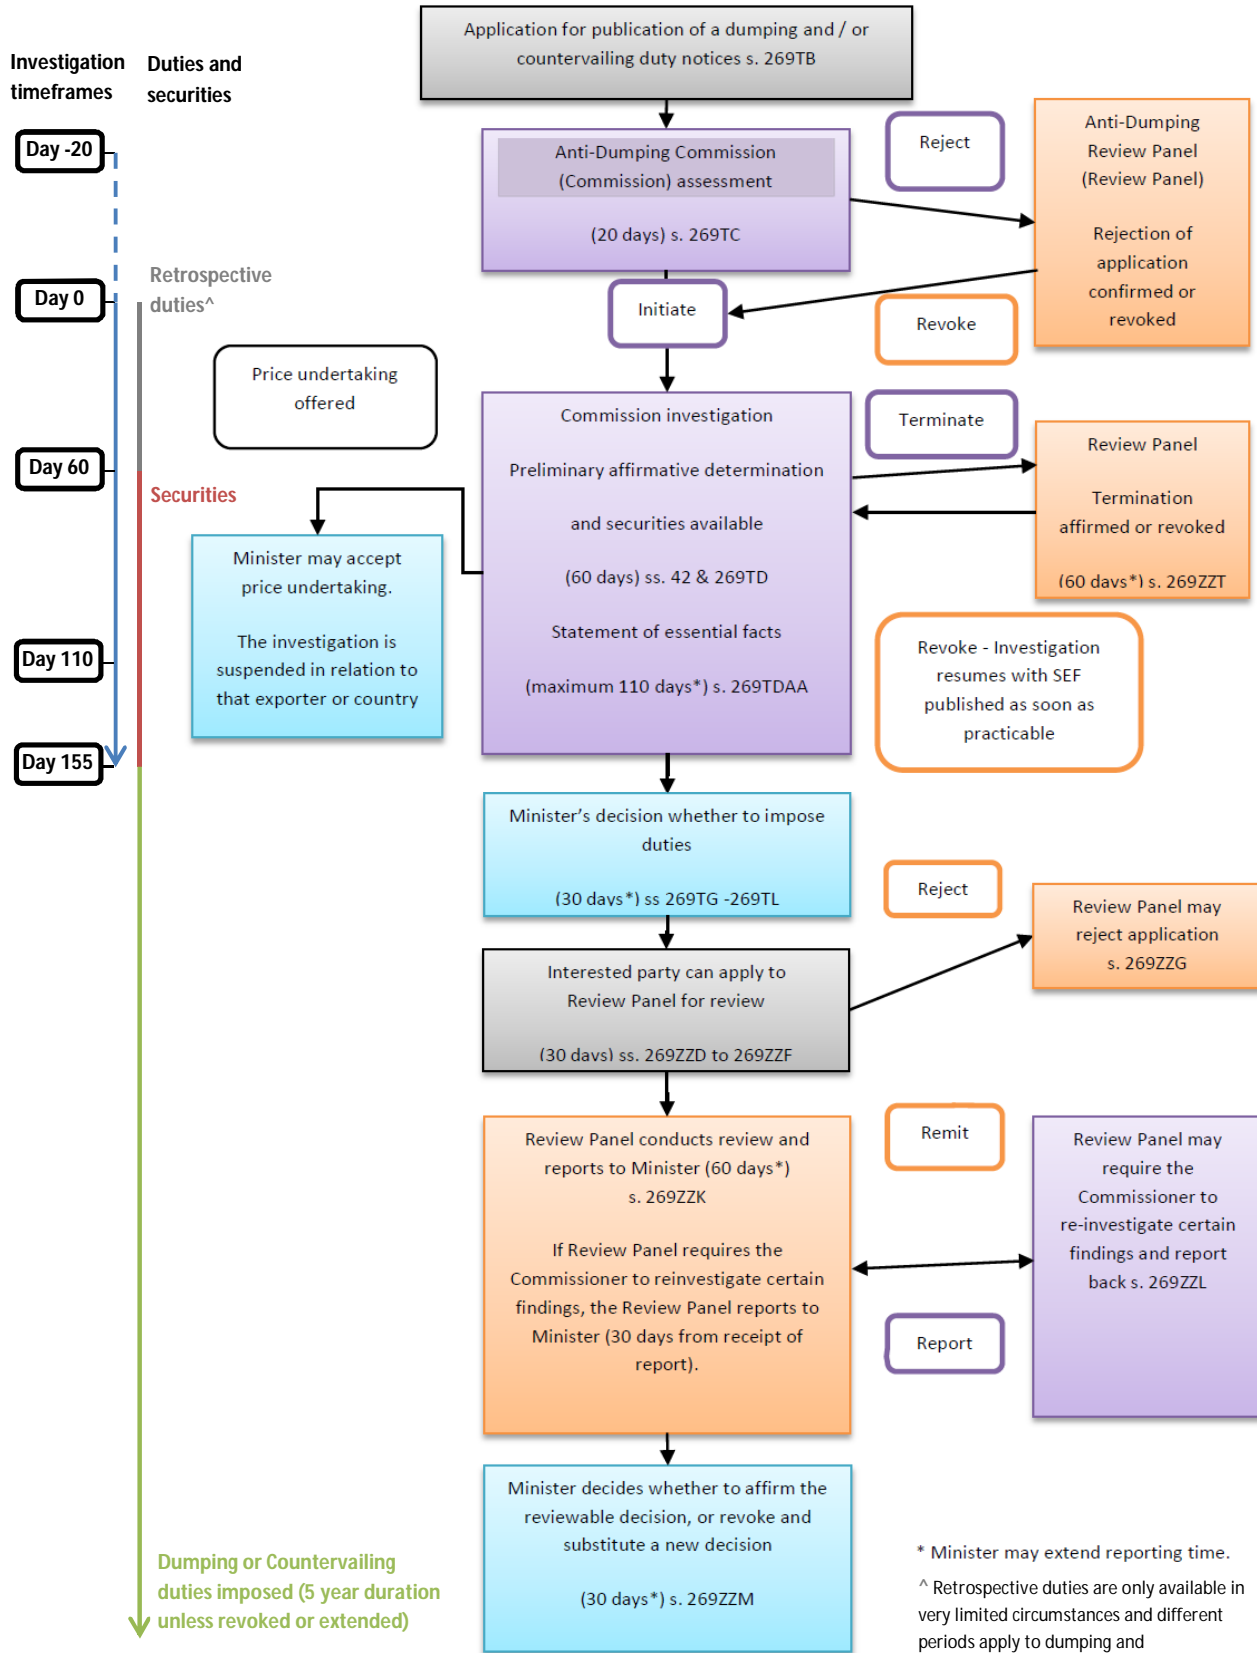 Application for publication of a dumping and / or
countervailing duty notices s. 269TB
Investigation
timeframes
Duties and
securities
Day -20
Anti-Dumping Commission
(Commission) assessment
(20 days) s. 269TC
Reject
Anti-Dumping
Review Panel
(Review Panel)
Rejection of
application
confirmed or
revoked
Retrospective
duties^
Day 0
Initiate
Revoke
Price undertaking
offered
Commission investigation
Preliminary affirmative determination
and securities available
(60 days) ss. 42 & 269TD
Statement of essential facts
(maximum 110 days*) s. 269TDAA
Terminate
Review Panel
Termination
affirmed or revoked
(60 days*) s. 269ZZT
Day 60
Securities
Minister may accept
price undertaking.
The investigation is
suspended in relation to
that exporter or country
Revoke - Investigation
resumes with SEF
published as soon as
practicable
Day 110
Day 155
Minister's decision whether to impose
duties
(30 days*) ss 269TG -269TL
Reject
Review Panel may
reject application
s. 269ZZG
Interested party can apply to
Review Panel for review
(30 days) ss. 269ZZD to 269ZZF
Review Panel conducts review and
reports to Minister (60 days*)
s. 269ZZK
If Review Panel requires the
Commissioner to reinvestigate certain
findings, the Review Panel reports to
Minister (30 days from receipt of
report).
Remit
Review Panel may
require the
Commissioner to
re-investigate certain
findings and report
back s. 269ZZL
Report
Minister decides whether to affirm the
reviewable decision, or revoke and
substitute a new decision
(30 days*) s. 269ZZM
Dumping or Countervailing
duties imposed (5 year duration
unless revoked or extended)
* Minister may extend reporting time.
^ Retrospective duties are only available in
very limited circumstances and different
periods apply to dumping and